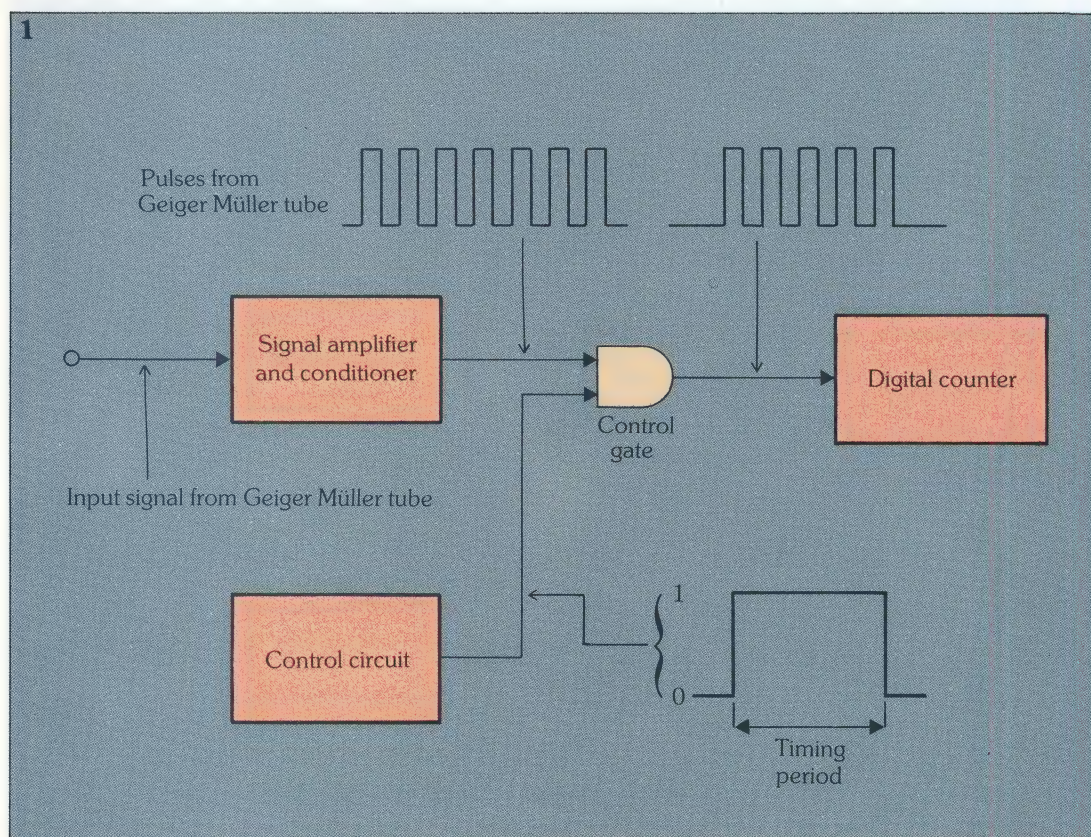 1
Pulses from
Geiger Müller tube
Signal amplifier
and conditioner
Digital counter
Control
gate
Input signal from Geiger Müller tube
1
Control circuit
0
Timing
period